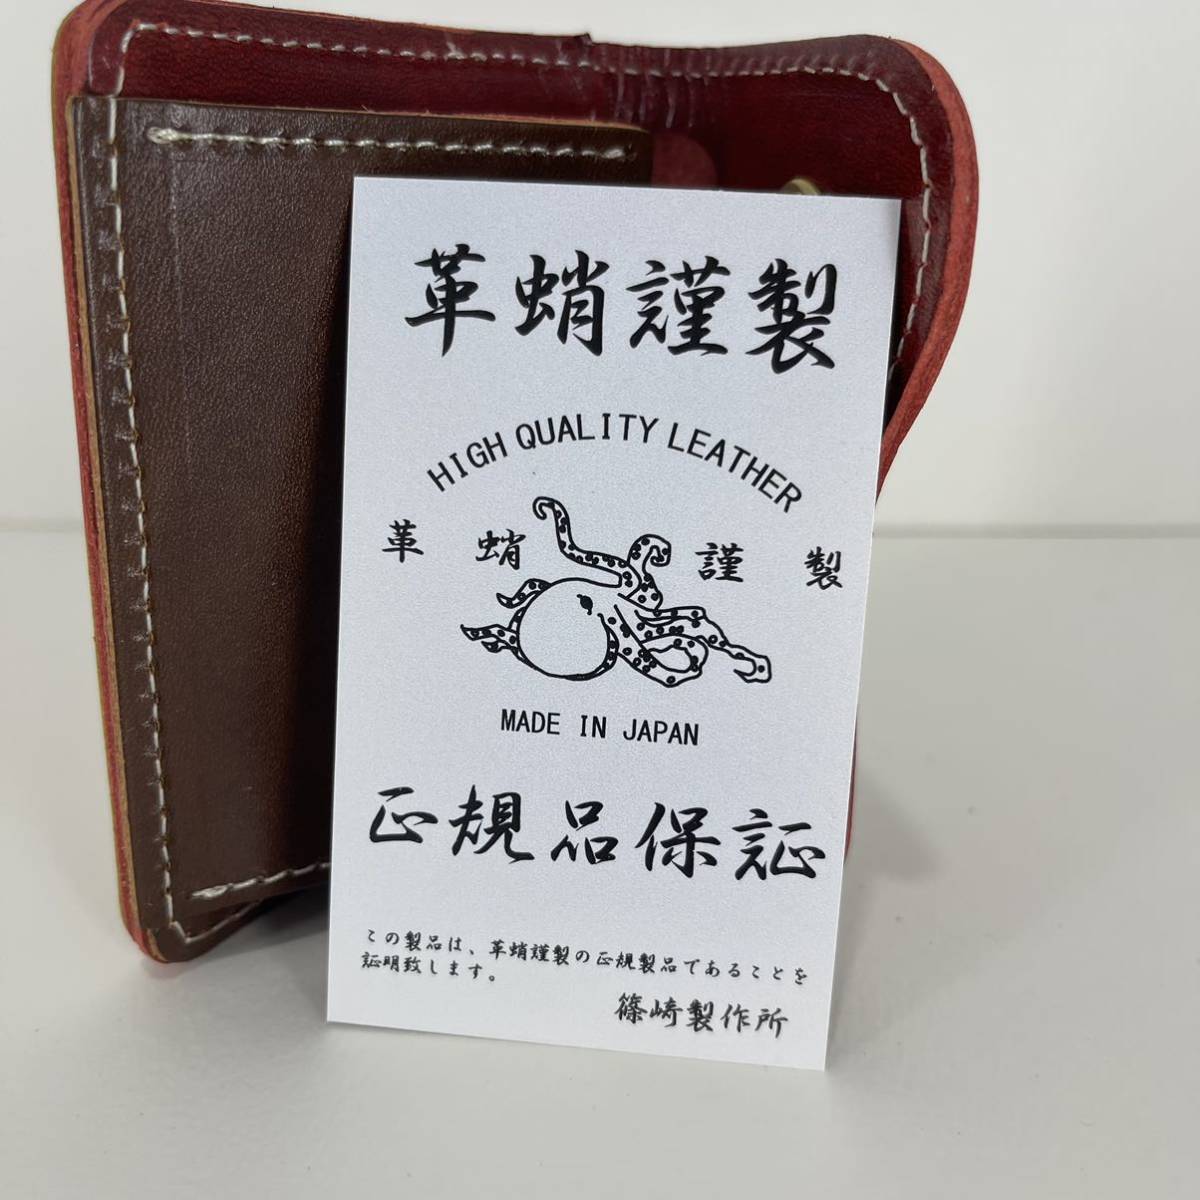 革蛸謹製
HIGH QUALITY LEATHER
革蛸謹製
MADE IN JAPAN
正規品保証
この製品は、革蛸謹製の正規製品であることを
証明致します。
篠崎製作所